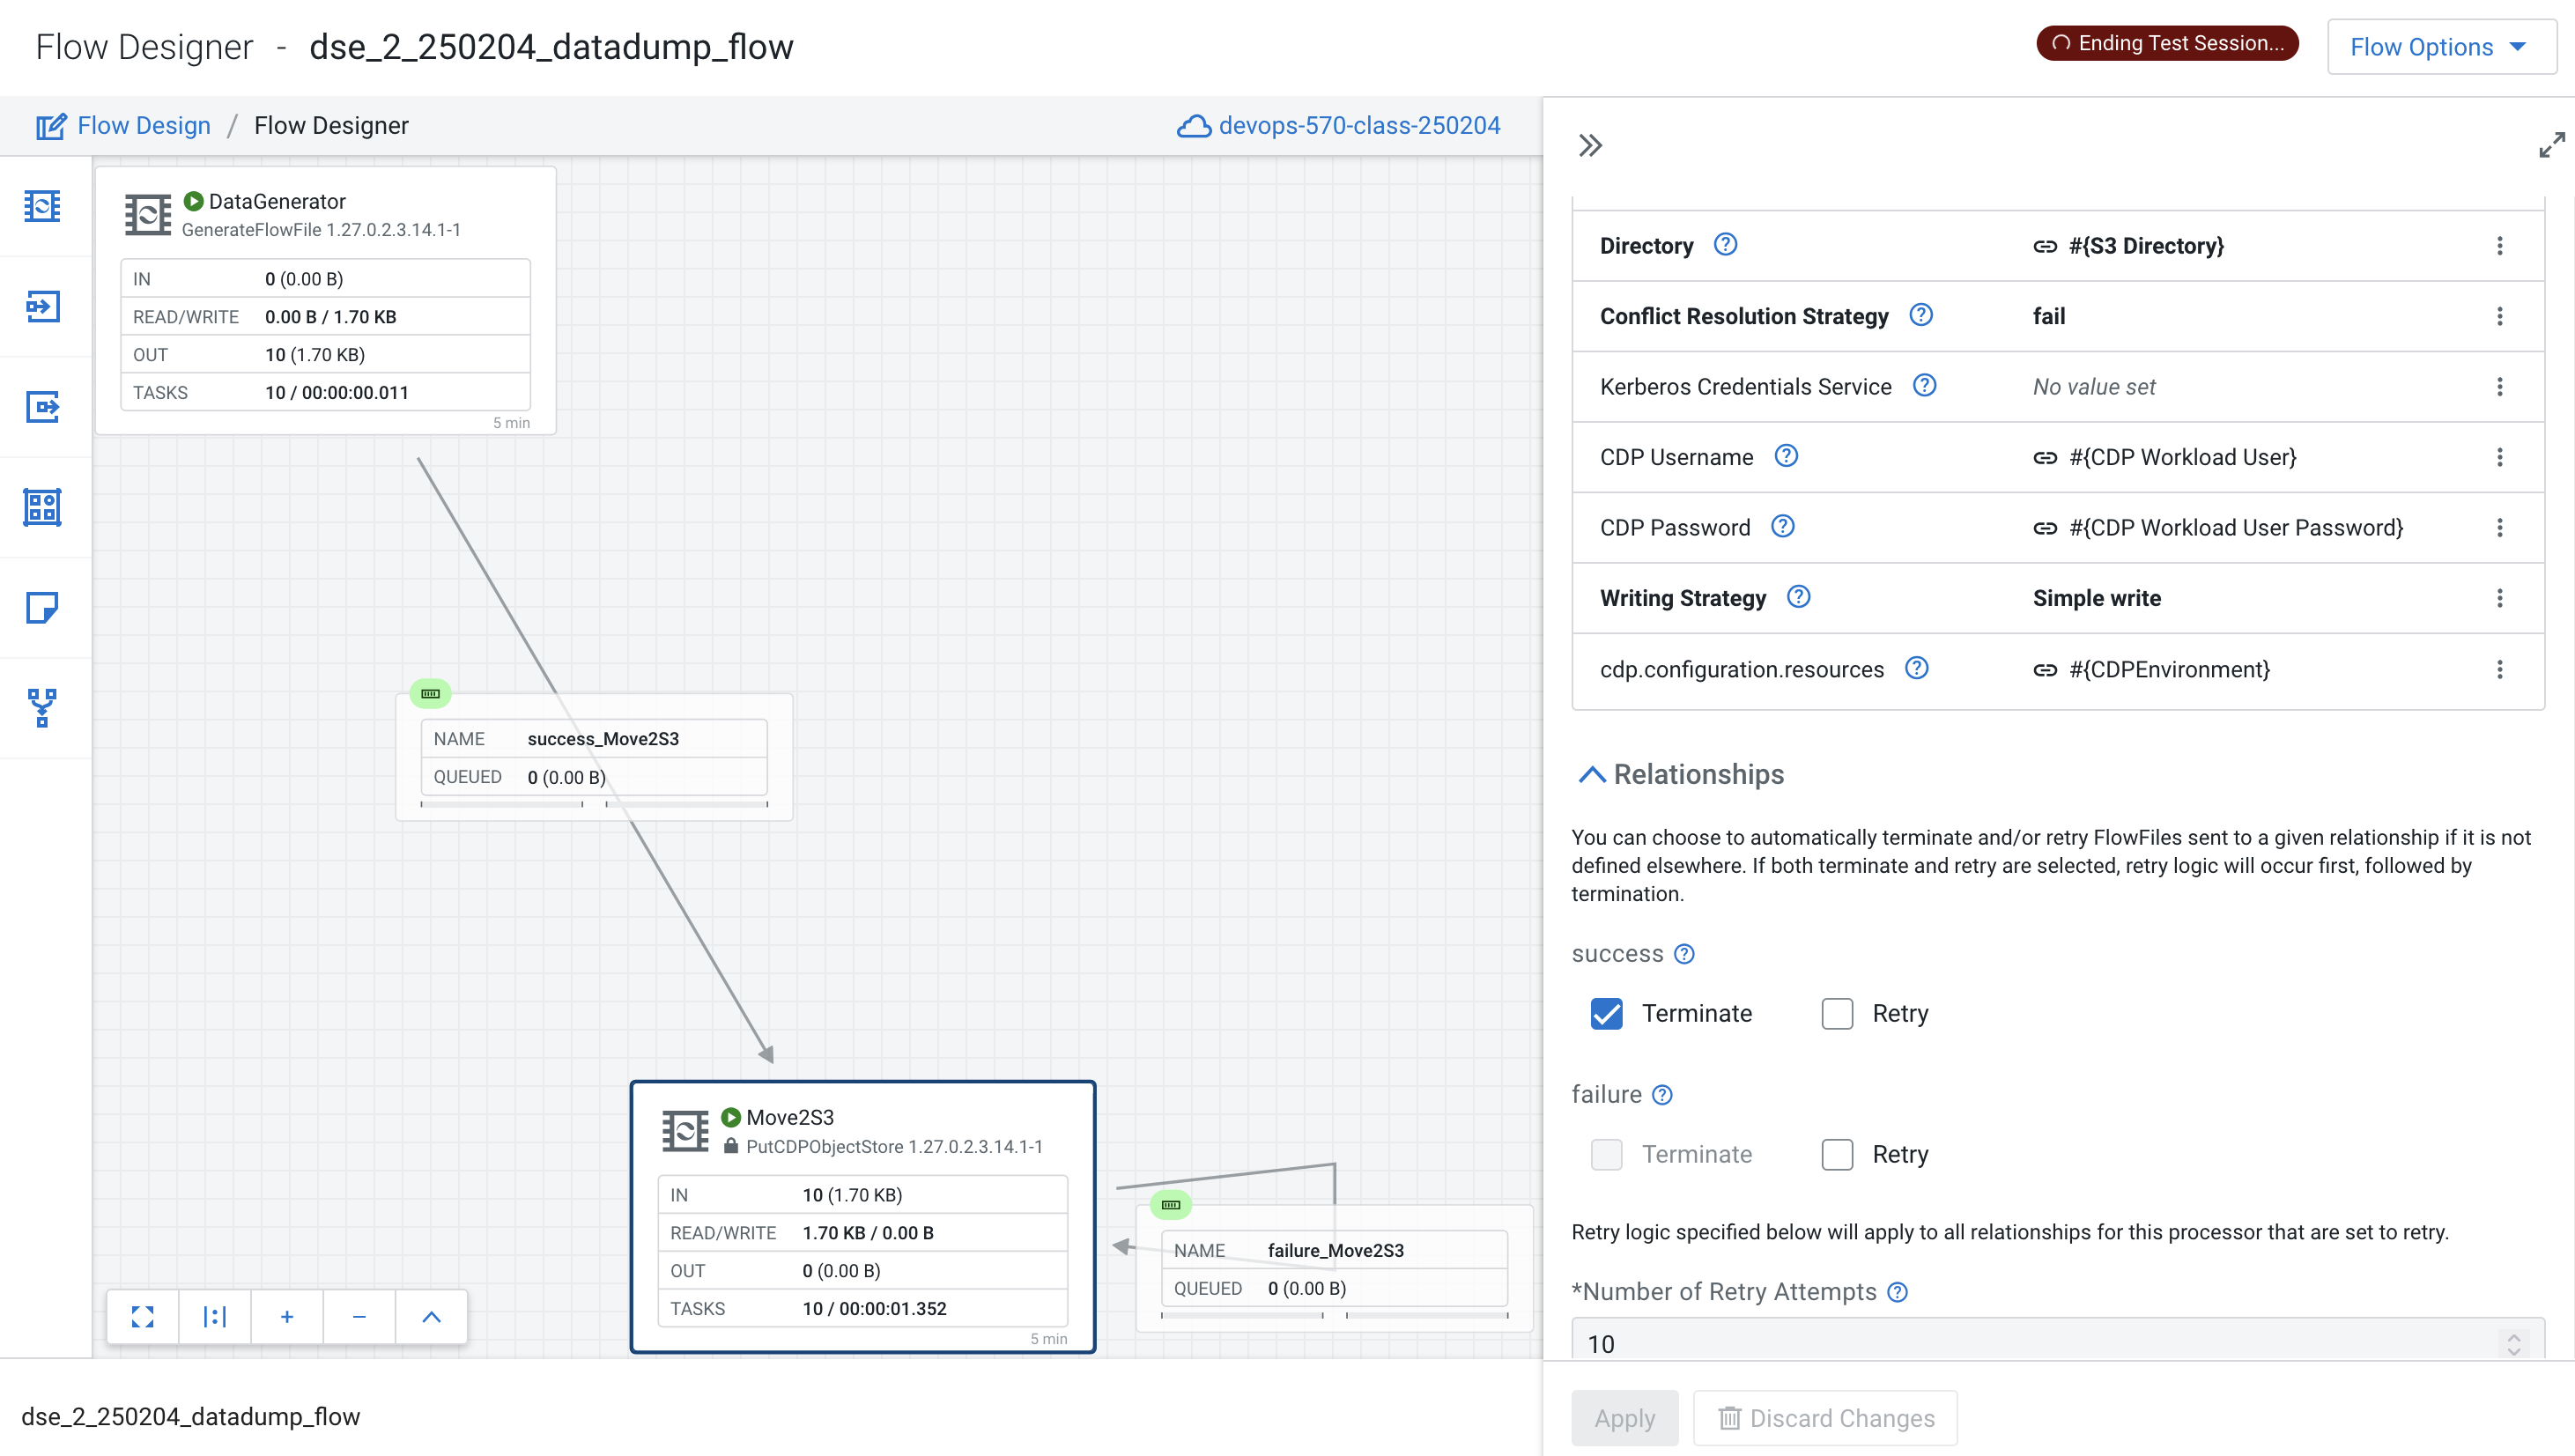 Flow Designer - dse_2_250204_datadump_flow
Ending Test Session...
Flow Options
Flow Design / Flow Designer
devops-570-class-250204
DataGenerator
GenerateFlowFile 1.27.0.2.3.14.1-1
IN 0 (0.00 B)
READ/WRITE 0.00 B / 1.70 KB
OUT 10 (1.70 KB)
TASKS 10 / 00:00:00.011
5 min
NAME success_Move2S3
QUEUED 0 (0.00 B)
Move2S3
PutCDPObjectStore 1.27.0.2.3.14.1-1
IN 10 (1.70 KB)
READ/WRITE 1.70 KB / 0.00 B
OUT 0 (0.00 B)
TASKS 10 / 00:00:01.352
5 min
NAME failure_Move2S3
QUEUED 0 (0.00 B)
dse_2_250204_datadump_flow
Directory #{S3 Directory}
Conflict Resolution Strategy fail
Kerberos Credentials Service No value set
CDP Username #{CDP Workload User}
CDP Password #{CDP Workload User Password}
Writing Strategy Simple write
cdp.configuration.resources #{CDPEnvironment}
Relationships
You can choose to automatically terminate and/or retry FlowFiles sent to a given relationship if it is not
defined elsewhere. If both terminate and retry are selected, retry logic will occur first, followed by
termination.
success
Terminate Retry
failure
Terminate Retry
Retry logic specified below will apply to all relationships for this processor that are set to retry.
*Number of Retry Attempts
10
Apply Discard Changes